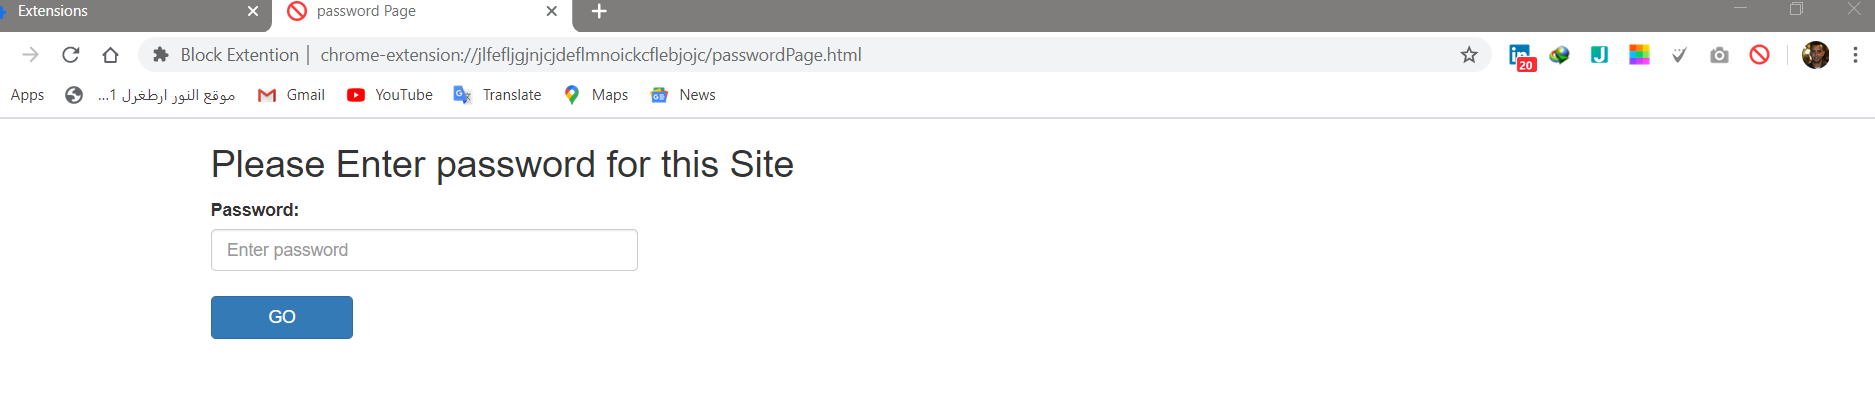 Extensions
password Page
Block Extention | chrome-extension://jlfefljgjnjcjdeflmnoickcflebjojc/passwordPage.html
20
Apps
موقع النور ارطغرل 1...
Gmail
YouTube
Translate
Maps
News
Please Enter password for this Site
Password:
Enter password
GO